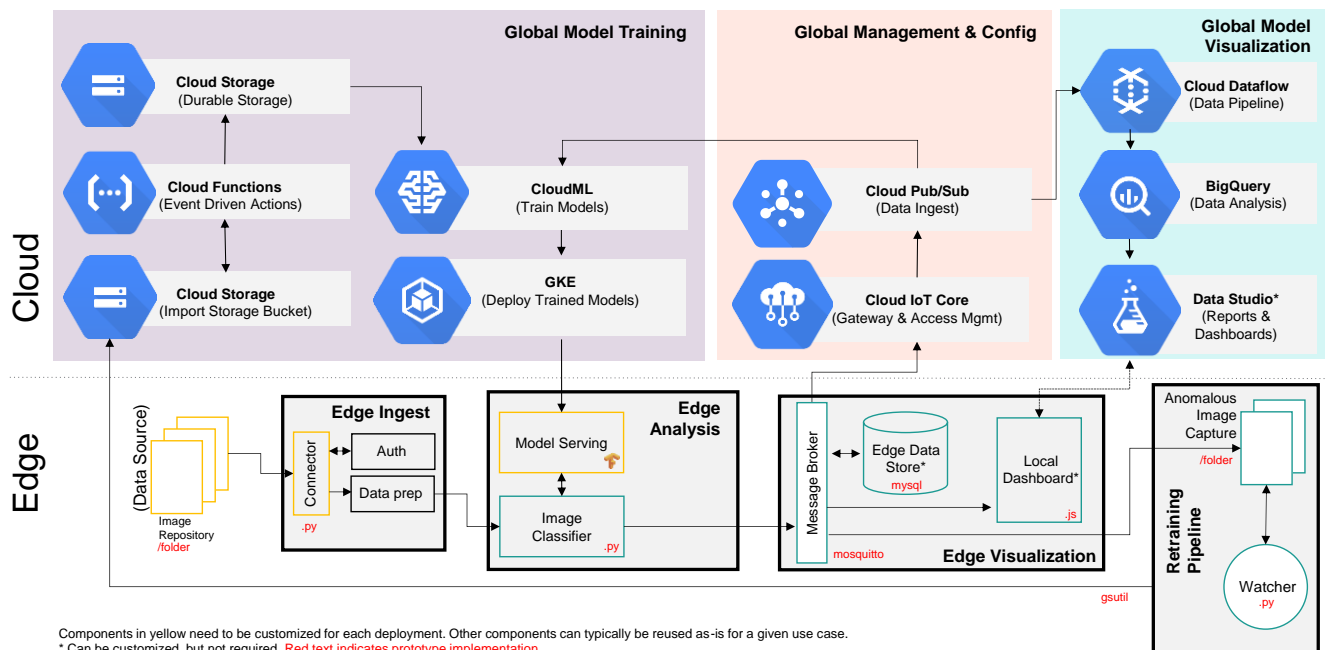 Global Model Training
Cloud Storage
(Durable Storage)
Cloud Functions
(Event Driven Actions)
Cloud Storage
(Import Storage Bucket)
CloudML
(Train Models)
GKE
(Deploy Trained Models)
Global Management & Config
Cloud Pub/Sub
(Data Ingest)
Cloud IoT Core
(Gateway & Access Mgmt)
Global Model
Visualization
Cloud Dataflow
(Data Pipeline)
BigQuery
(Data Analysis)
Data Studio*
(Reports &
Dashboards)
Cloud
Edge
(Data Source)
Image
Repository
/folder
Edge Ingest
Connector
.py
Auth
Data prep
Edge
Analysis
Model Serving
Image
Classifier
.py
Message Broker
mosquitto
Edge Data
Store*
mysql
Local
Dashboard*
.js
Edge Visualization
Anomalous
Image
Capture
/folder
Retraining
Pipeline
Watcher
.py
gsutil
Components in yellow need to be customized for each deployment. Other components can typically be reused as-is for a given use case.
* Can be customized, but not required. Red text indicates prototype implementation